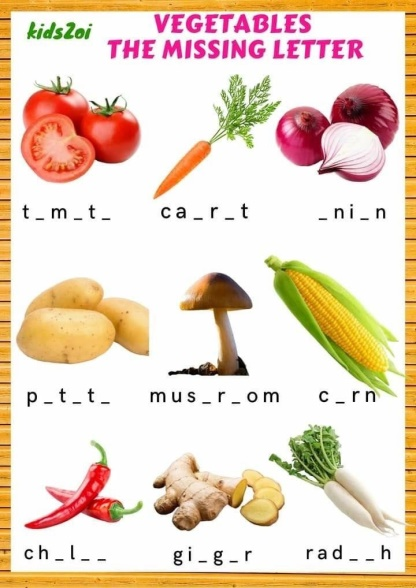 kids2oi
VEGETABLES
THE MISSING LETTER
t_m_t_
ca_r_t
_ni_n
p_t_t_
mus_r_om
c_rn
ch_l__
gi_g_r
rad__h